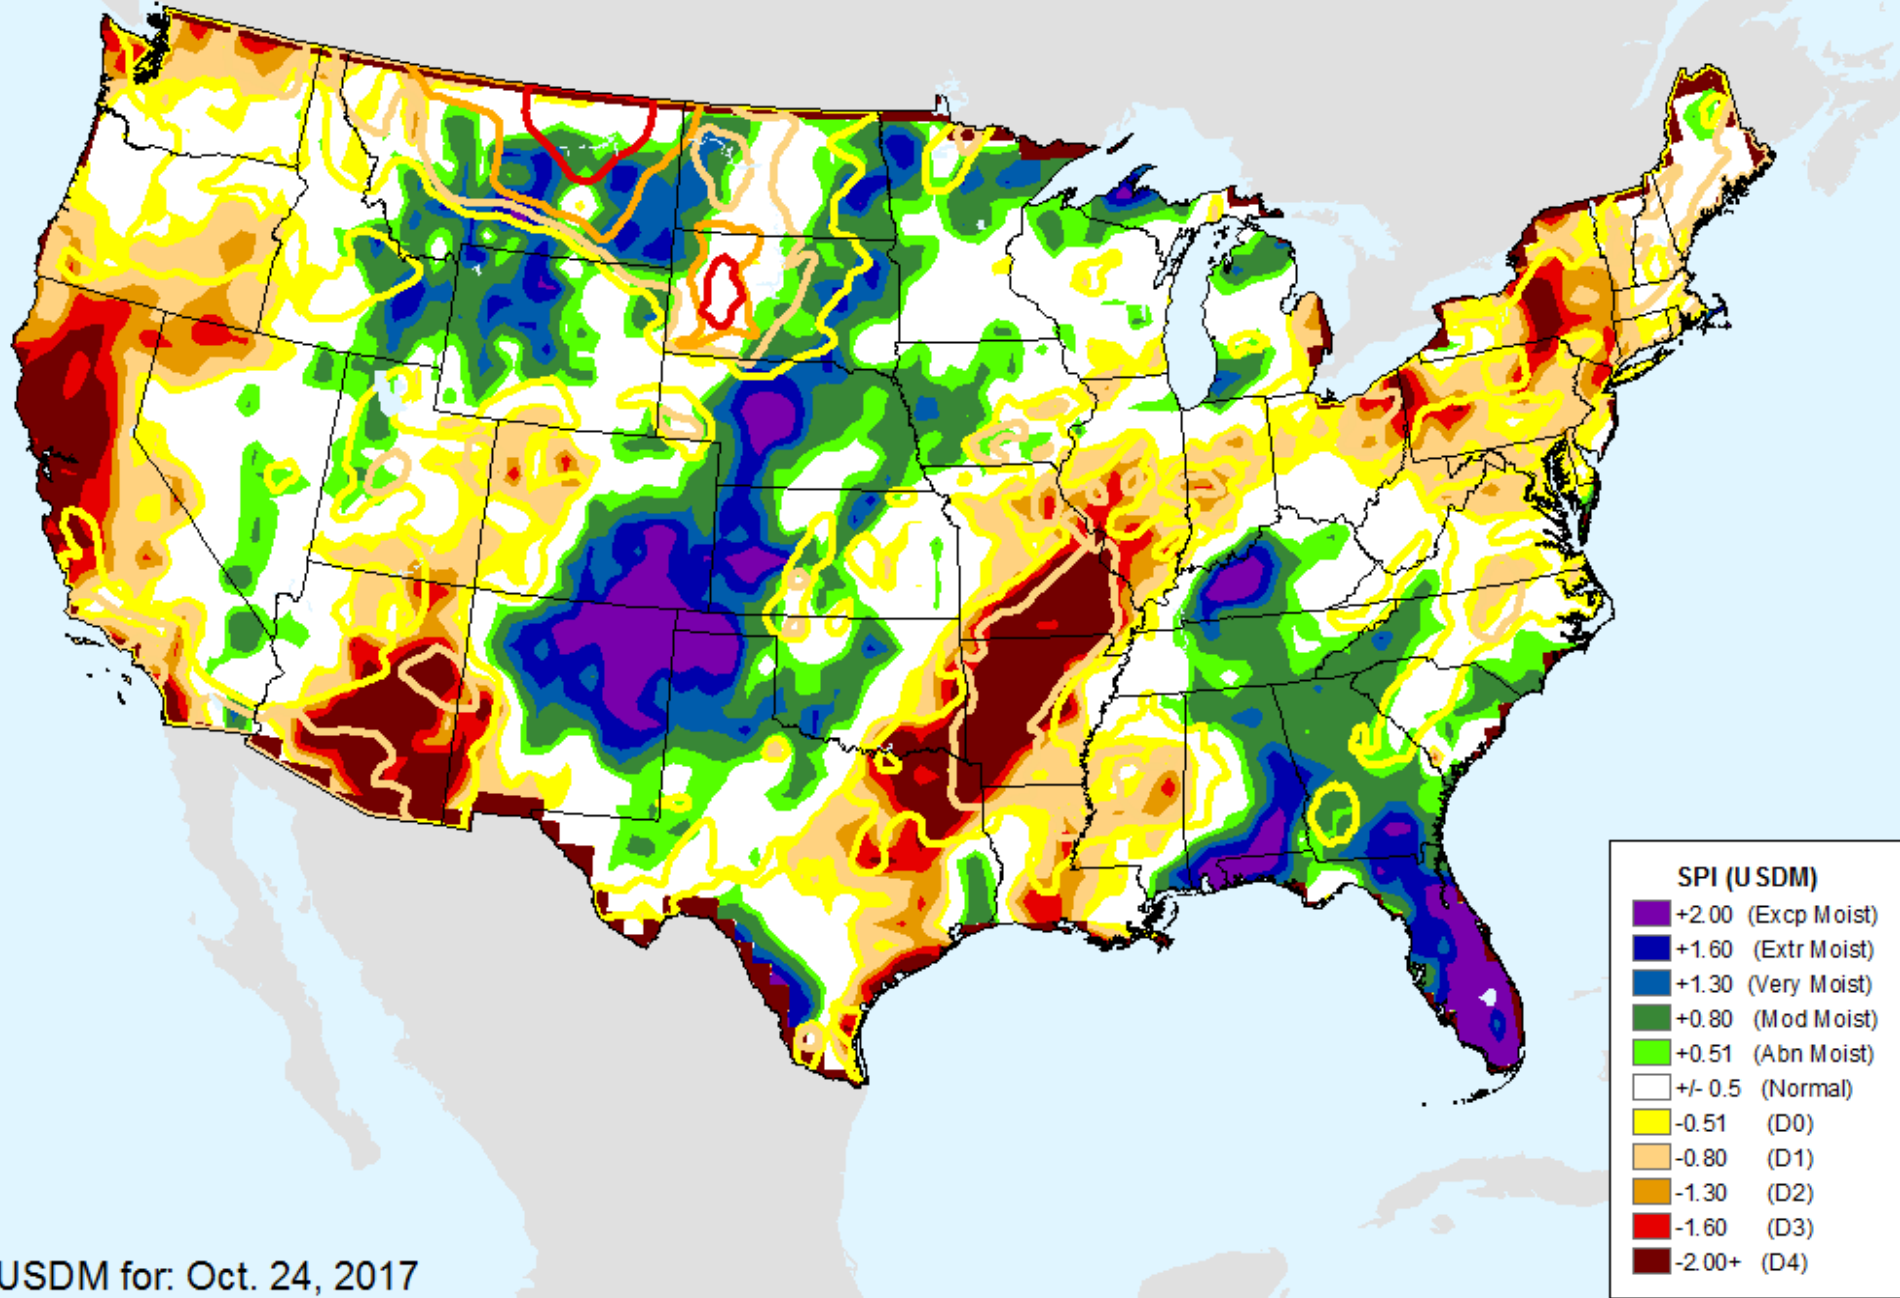 SPI (USDM)
+2.00 (Excp Moist)
+1.60 (Extr Moist)
+1.30 (Very Moist)
+0.80 (Mod Moist)
+0.51 (Abn Moist)
+/- 0.5 (Normal)
-0.51 (D0)
-0.80 (D1)
-1.30 (D2)
-1.60 (D3)
-2.00+ (D4)
USDM for: Oct. 24, 2017